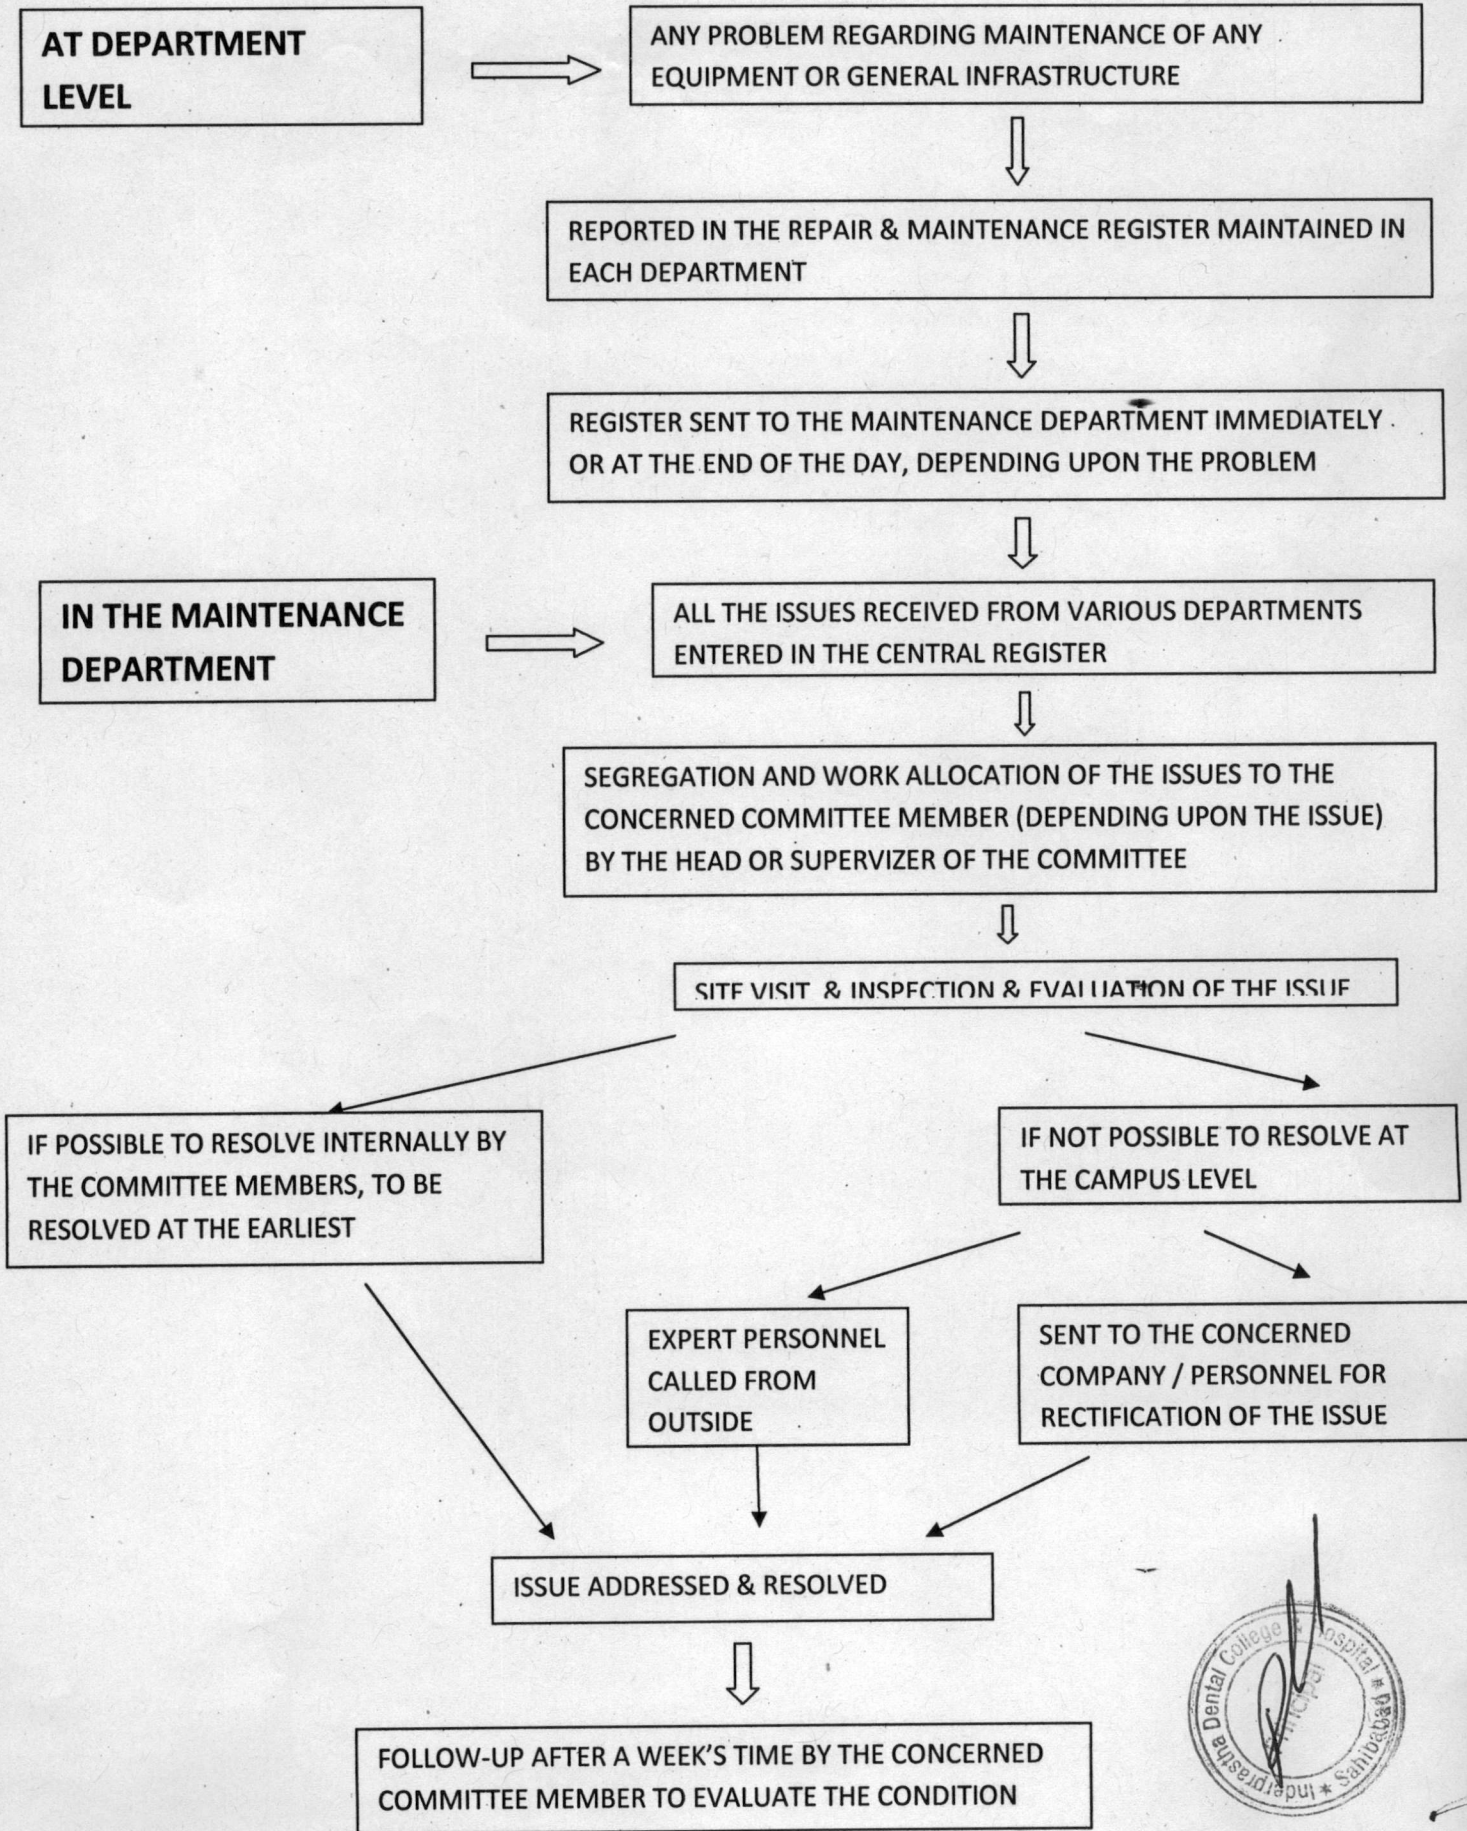 AT DEPARTMENT
LEVEL
ANY PROBLEM REGARDING MAINTENANCE OF ANY
EQUIPMENT OR GENERAL INFRASTRUCTURE
REPORTED IN THE REPAIR & MAINTENANCE REGISTER MAINTAINED IN
EACH DEPARTMENT
REGISTER SENT TO THE MAINTENANCE DEPARTMENT IMMEDIATELY
OR AT THE END OF THE DAY, DEPENDING UPON THE PROBLEM
IN THE MAINTENANCE
DEPARTMENT
ALL THE ISSUES RECEIVED FROM VARIOUS DEPARTMENTS
ENTERED IN THE CENTRAL REGISTER
SEGREGATION AND WORK ALLOCATION OF THE ISSUES TO THE
CONCERNED COMMITTEE MEMBER (DEPENDING UPON THE ISSUE)
BY THE HEAD OR SUPERVIZER OF THE COMMITTEE
SITE VISIT & INSPECTION & EVALUATION OF THE ISSUE
IF POSSIBLE TO RESOLVE INTERNALLY BY
THE COMMITTEE MEMBERS, TO BE
RESOLVED AT THE EARLIEST
IF NOT POSSIBLE TO RESOLVE AT
THE CAMPUS LEVEL
EXPERT PERSONNEL
CALLED FROM
OUTSIDE
SENT TO THE CONCERNED
COMPANY / PERSONNEL FOR
RECTIFICATION OF THE ISSUE
ISSUE ADDRESSED & RESOLVED
FOLLOW-UP AFTER A WEEK'S TIME BY THE CONCERNED
COMMITTEE MEMBER TO EVALUATE THE CONDITION
Inderprastha Dental College & Hospital * Sahibabad
Principal